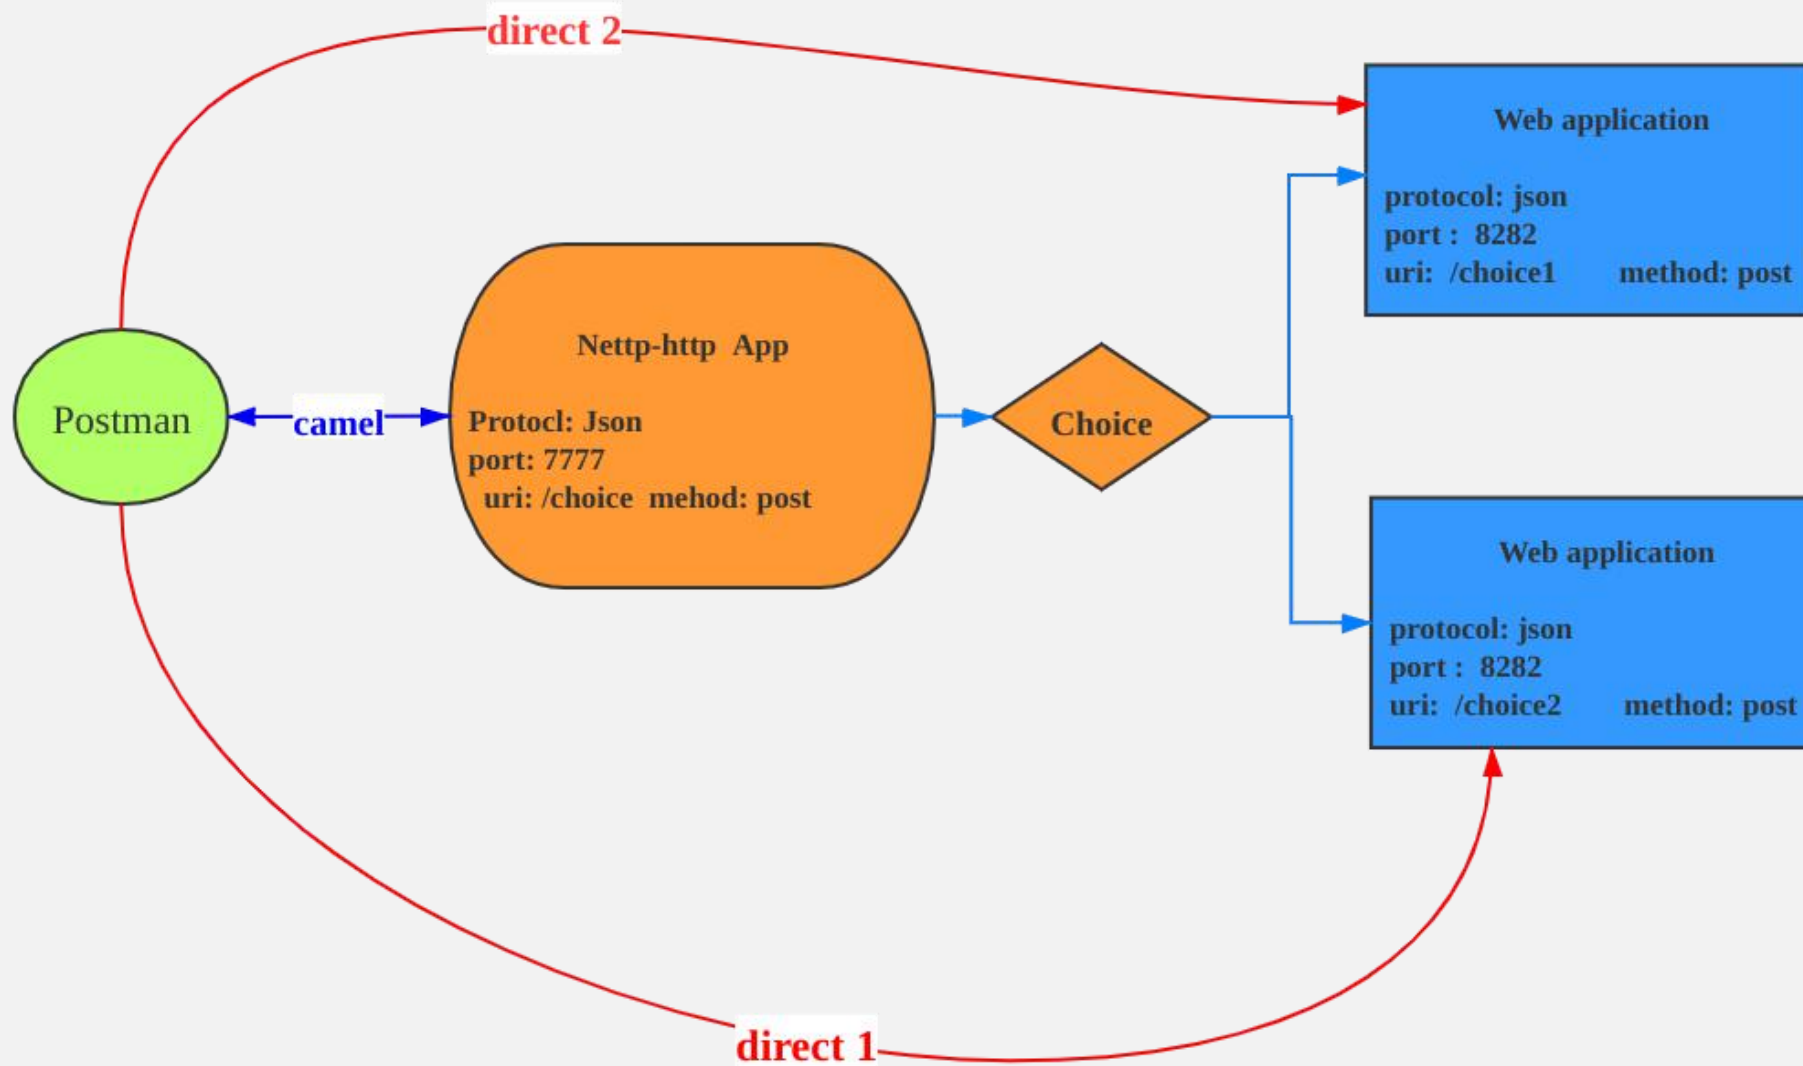 direct 2
Web application
protocol: json
port : 8282
uri: /choice1 method: post
Nettp-http App
Protocl: Json
port: 7777
uri: /choice mehod: post
Postman
camel
Choice
Web application
protocol: json
port : 8282
uri: /choice2 method: post
direct 1